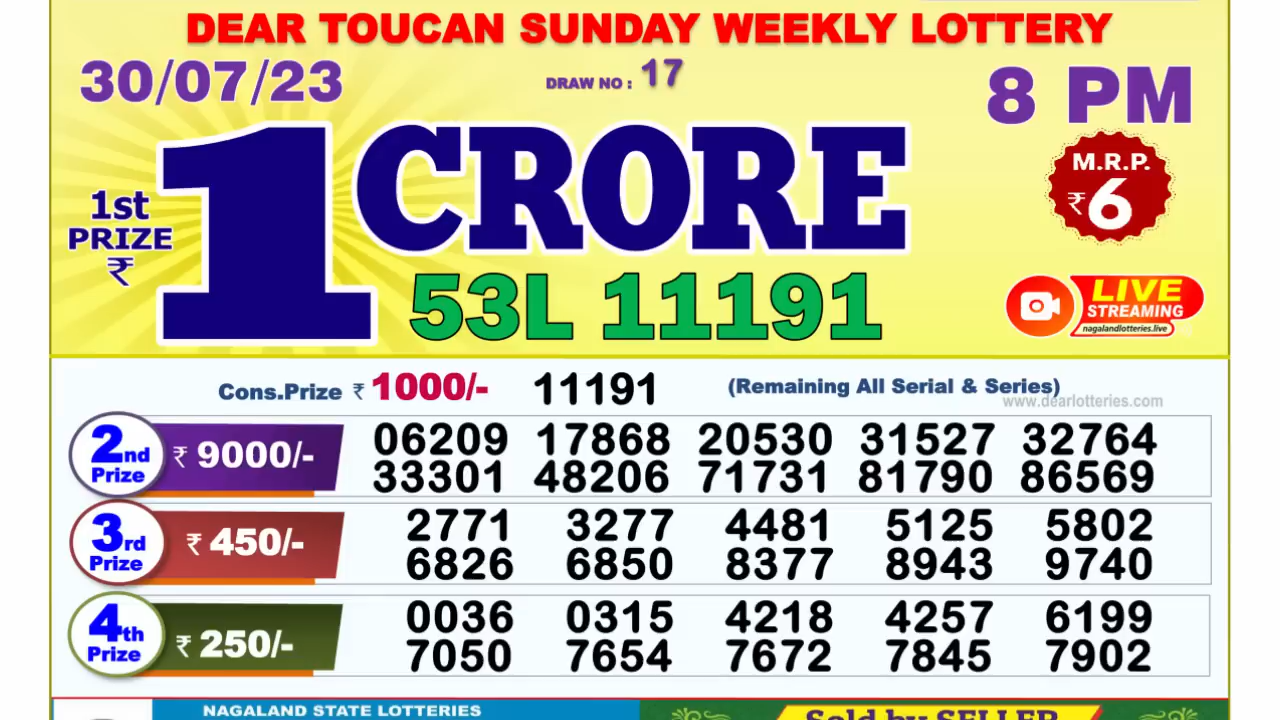 DEAR TOUCAN SUNDAY WEEKLY LOTTERY
30/07/23
DRAW NO : 17
8 PM
M.R.P.
₹ 6
1st
PRIZE
₹
1 CRORE
53L 11191
LIVE
STREAMING
nagalandlotteries.live
Cons.Prize ₹ 1000/- 11191 (Remaining All Serial & Series)
www.dearlotteries.com
2nd Prize ₹ 9000/-
06209 17868 20530 31527 32764
33301 48206 71731 81790 86569
3rd Prize ₹ 450/-
2771 3277 4481 5125 5802
6826 6850 8377 8943 9740
4th Prize ₹ 250/-
0036 0315 4218 4257 6199
7050 7654 7672 7845 7902
NAGALAND STATE LOTTERIES
Sold by SELLER